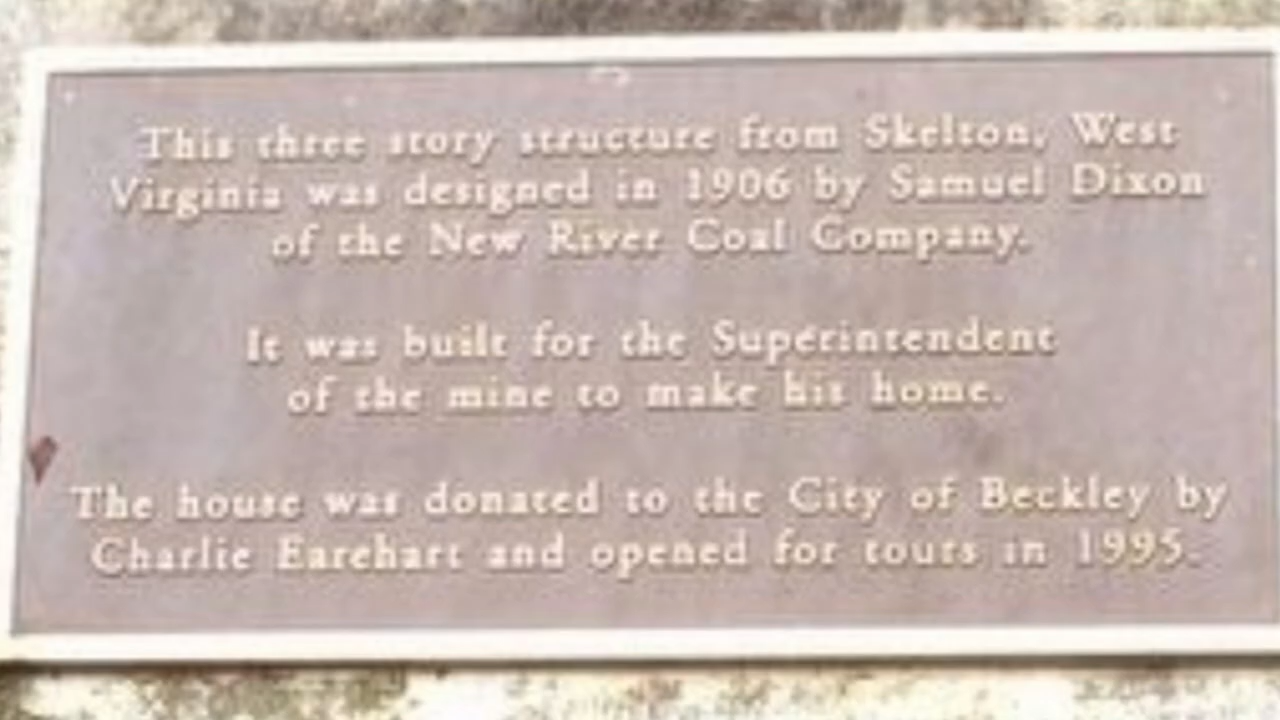 This three story structure from Skelton, West
Virginia was designed in 1906 by Samuel Dixon
of the New River Coal Company.
It was built for the Superintendent
of the mine to make his home.
The house was donated to the City of Beckley by
Charlie Earehart and opened for tours in 1995.